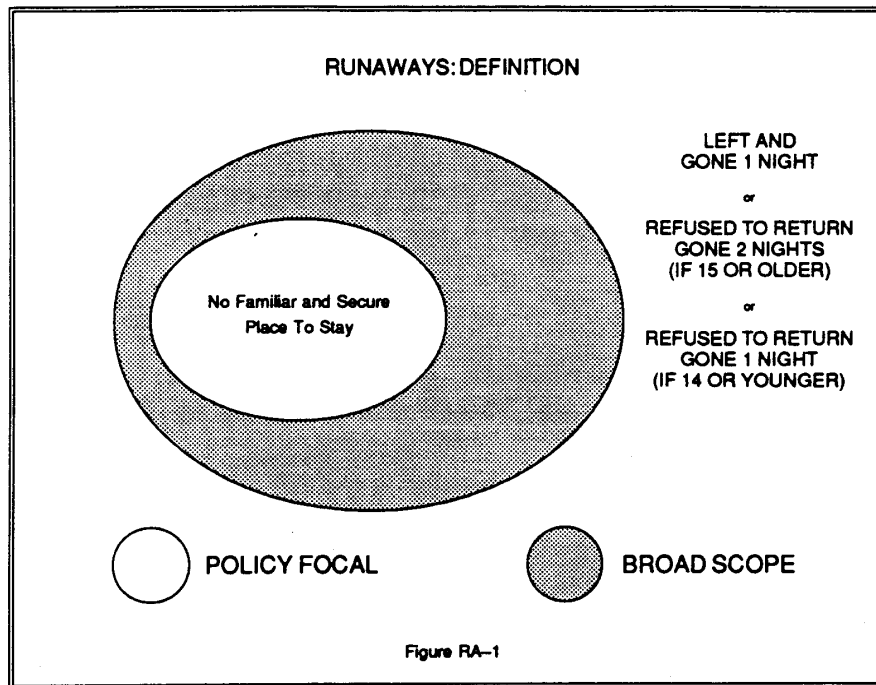 RUNAWAYS: DEFINITION
No Familiar and Secure
Place To Stay
LEFT AND
GONE 1 NIGHT
or
REFUSED TO RETURN
GONE 2 NIGHTS
(IF 15 OR OLDER)
or
REFUSED TO RETURN
GONE 1 NIGHT
(IF 14 OR YOUNGER)
POLICY FOCAL
BROAD SCOPE
Figure RA–1